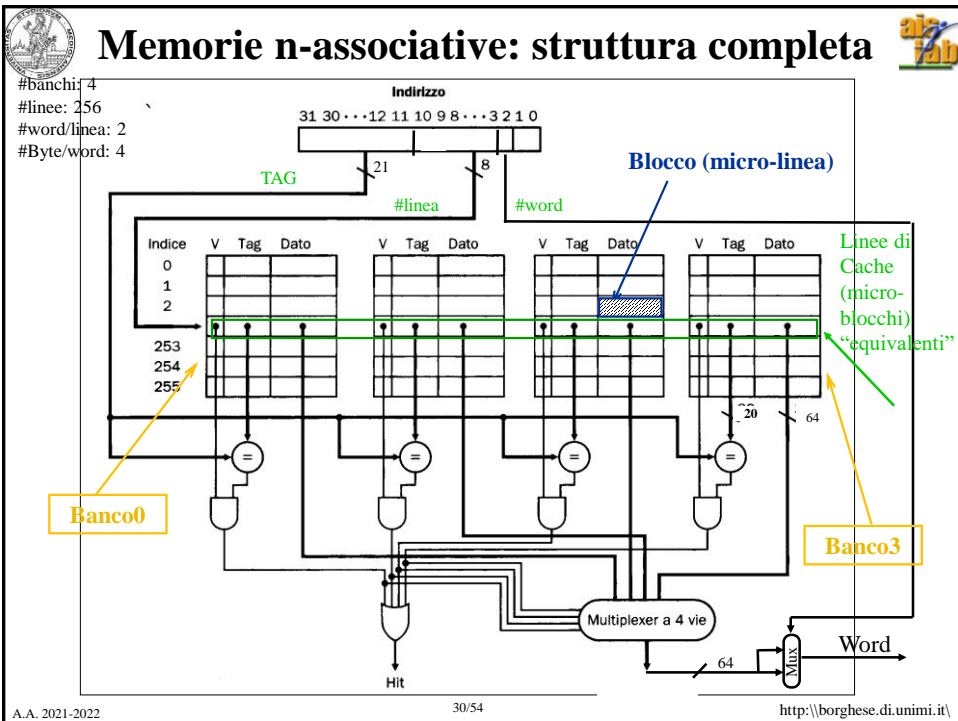 Memorie n-associative: struttura completa
#banchi: 4
#linee: 256
#word/linea: 2
#Byte/word: 4
Indirizzo
31 30 · · · 12 11 10 9 8 · · · 3 2 1 0
21
8
TAG
#linea
#word
Blocco (micro-linea)
Indice V Tag Dato V Tag Dato V Tag Dato V Tag Dato
0
1
2
253
254
255
Linee di
Cache
(micro-
blocchi)
“equivalenti”
20
64
= = = =
Banco0
Banco3
Multiplexer a 4 vie
64
Mux
Word
Hit
A.A. 2021-2022
30/54
http:\\borghese.di.unimi.it\